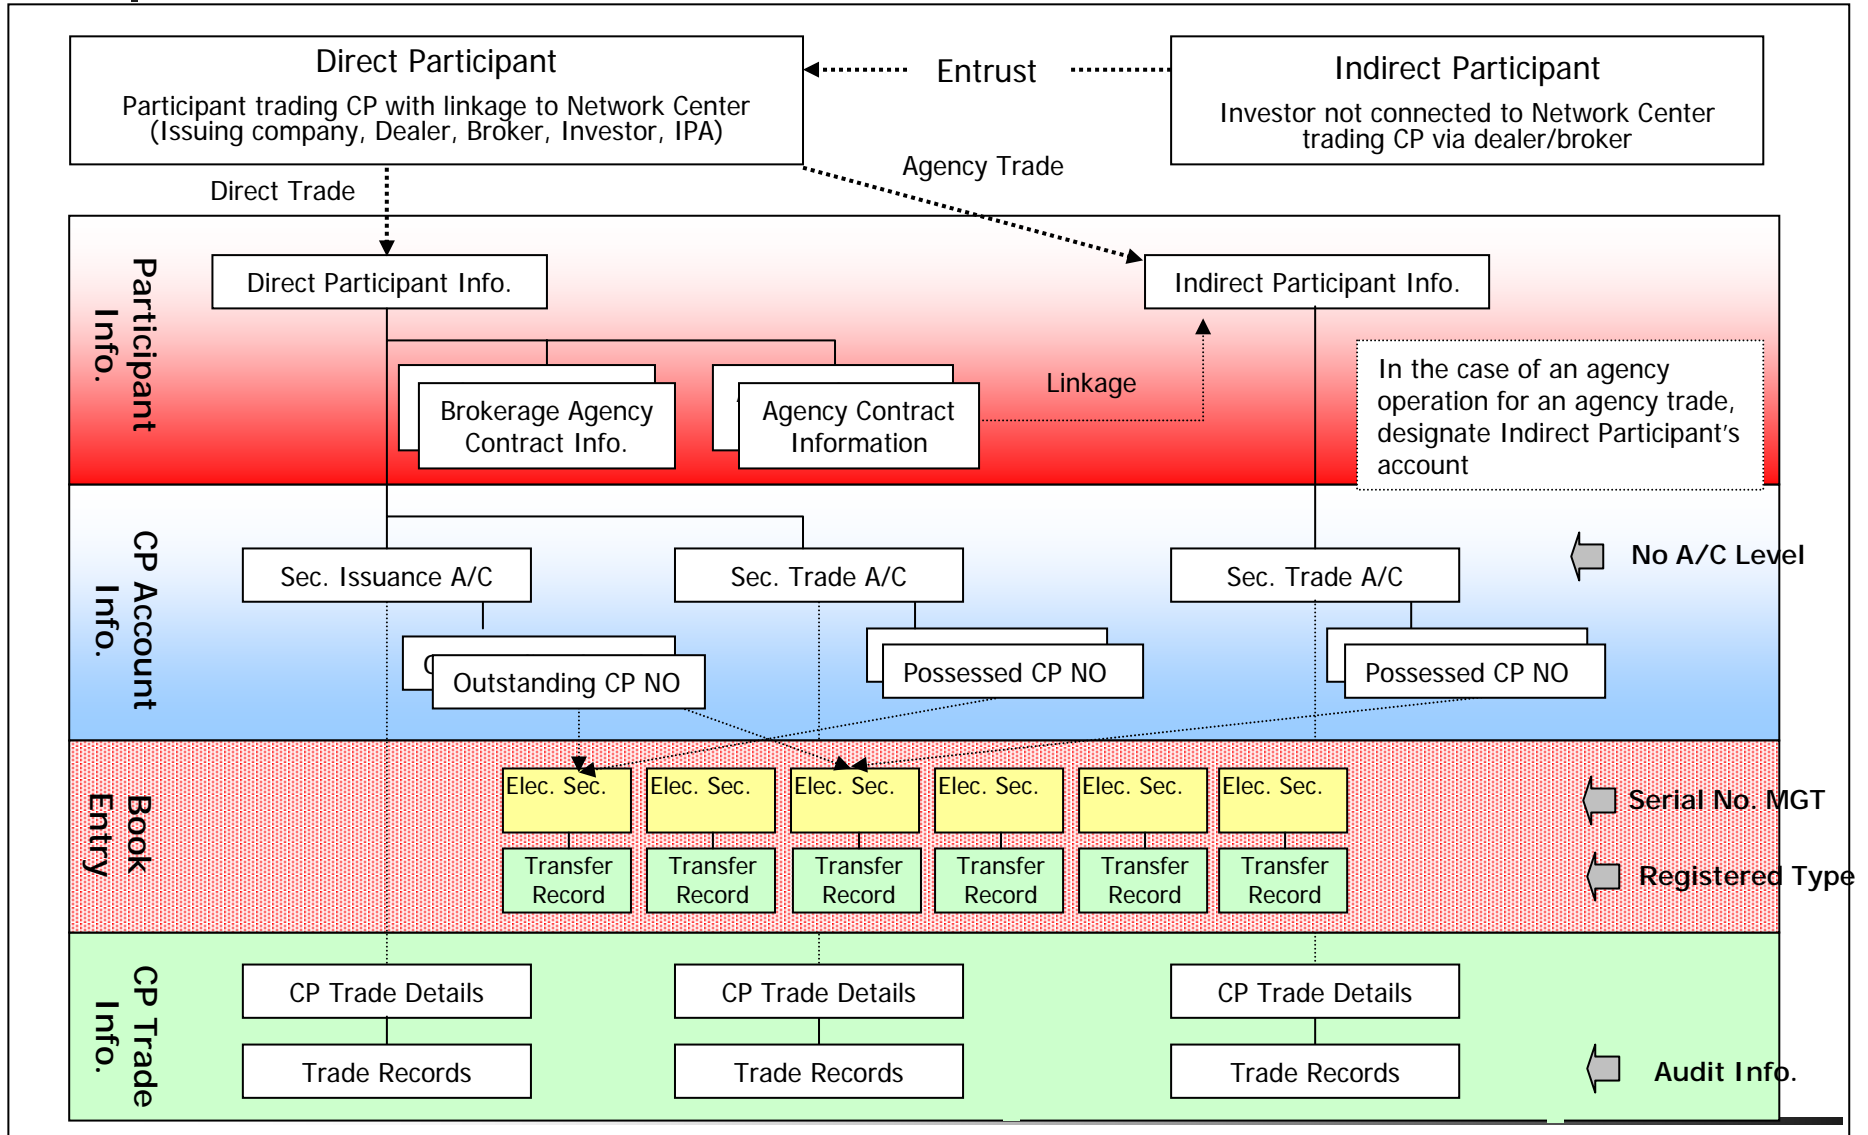 Direct Participant
Participant trading CP with linkage to Network Center
(Issuing company, Dealer, Broker, Investor, IPA)
Entrust
Indirect Participant
Investor not connected to Network Center
trading CP via dealer/broker
Direct Trade
Agency Trade
Participant
Info.
Direct Participant Info.
Indirect Participant Info.
Brokerage Agency
Contract Info.
Agency Contract
Information
Linkage
In the case of an agency
operation for an agency trade,
designate Indirect Participant's
account
CP Account
Info.
Sec. Issuance A/C
Sec. Trade A/C
Sec. Trade A/C
No A/C Level
Outstanding CP NO
Possessed CP NO
Possessed CP NO
Book
Entry
Elec. Sec.
Elec. Sec.
Elec. Sec.
Elec. Sec.
Elec. Sec.
Elec. Sec.
Serial No. MGT
Transfer
Record
Transfer
Record
Transfer
Record
Transfer
Record
Transfer
Record
Transfer
Record
Registered Type
CP Trade
Info.
CP Trade Details
CP Trade Details
CP Trade Details
Trade Records
Trade Records
Trade Records
Audit Info.